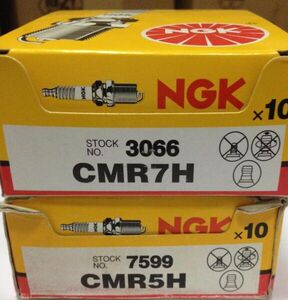 NGK ×10
STOCK NO. 3066
CMR7H
NGK ×10
STOCK NO. 7599
CMR5H